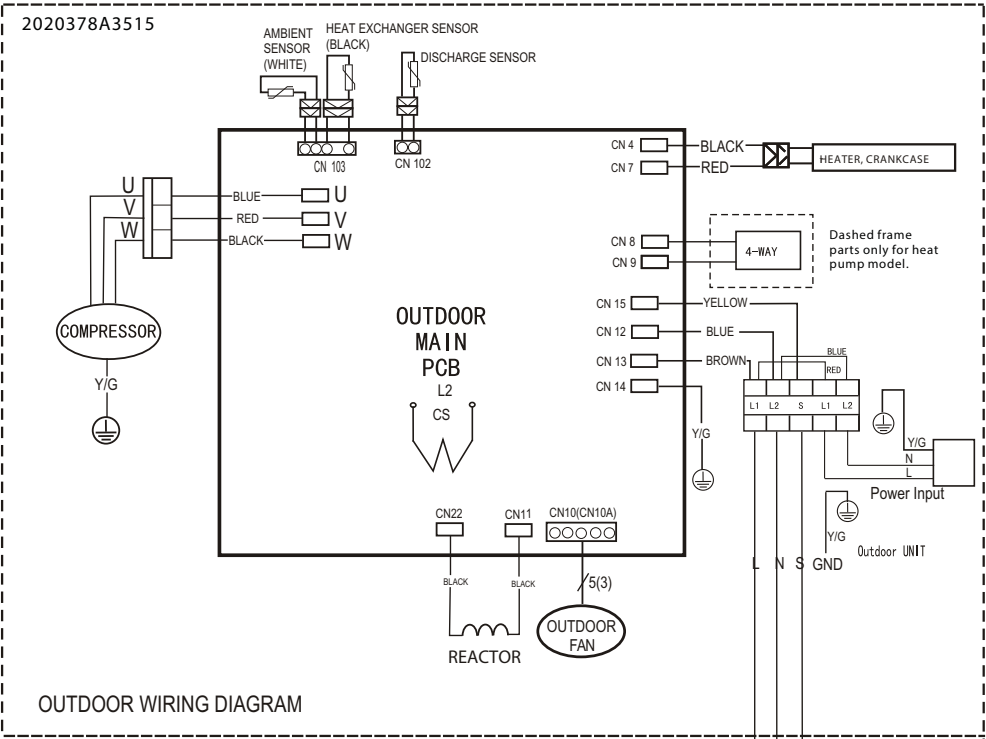 2020378A3515
AMBIENT
SENSOR
(WHITE)
HEAT EXCHANGER SENSOR
(BLACK)
DISCHARGE SENSOR
CN 103
CN 102
CN 4
BLACK
CN 7
RED
HEATER, CRANKCASE
U
V
W
BLUE
RED
BLACK
U
V
W
CN 8
CN 9
4-WAY
Dashed frame
parts only for heat
pump model.
COMPRESSOR
Y/G
OUTDOOR
MAIN
PCB
L2
CS
CN 15
YELLOW
CN 12
BLUE
CN 13
BROWN
CN 14
Y/G
BLUE
RED
L1 L2 S L1 L2
Y/G
N
L
Power Input
Y/G
Outdoor UNIT
L N S GND
CN22
CN11
CN10(CN10A)
BLACK
BLACK
5(3)
REACTOR
OUTDOOR
FAN
OUTDOOR WIRING DIAGRAM